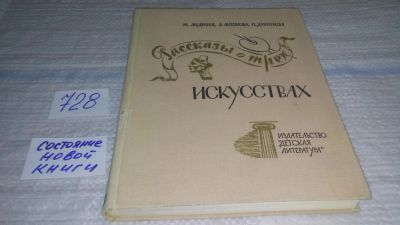 728
СОСТОЯНИЕ
НОВОЙ
КНИГИ
Рассказы о трех
ИСКУССТВАХ
ИЗДАТЕЛЬСТВО
"ДЕТСКАЯ
ЛИТЕРАТУРА"